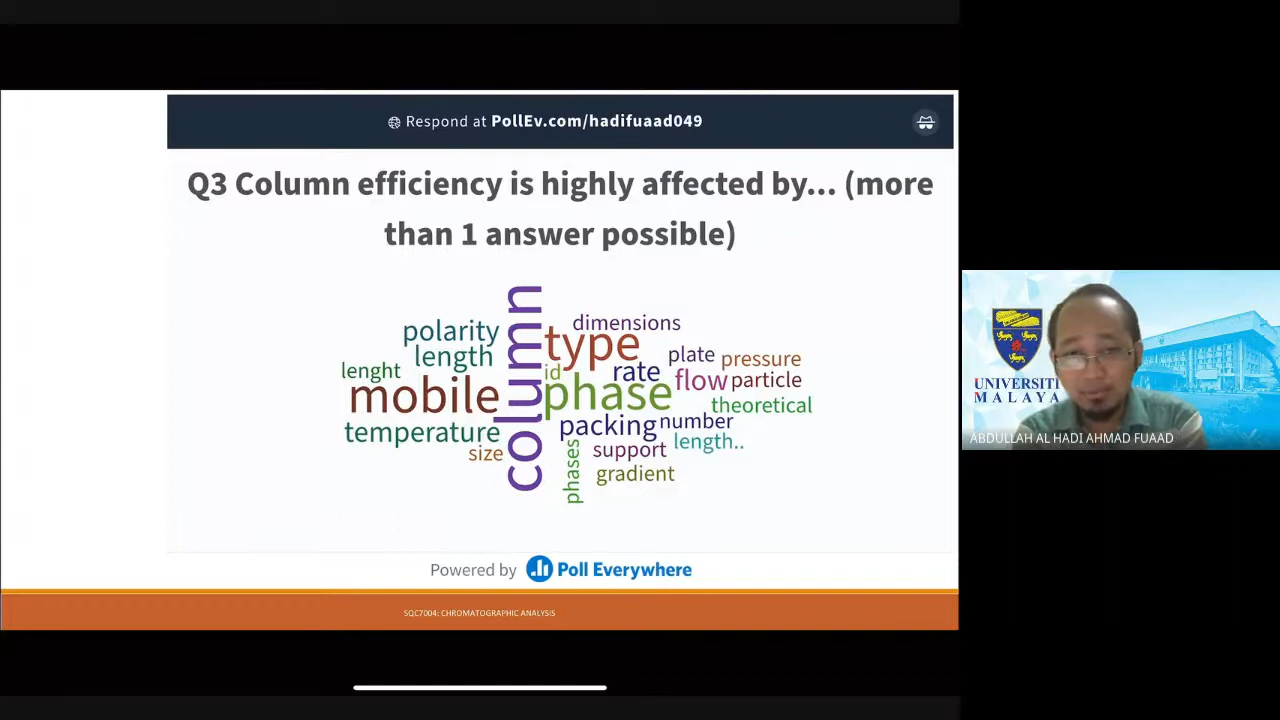 Respond at PollEv.com/hadifuaad049
Q3 Column efficiency is highly affected by... (more
than 1 answer possible)
column
polarity
length
lenght
mobile
temperature
size
dimensions
type
plate
pressure
id
rate
flow
particle
phase
theoretical
packing
number
length..
support
phases
gradient
Powered by Poll Everywhere
SQC7004: CHROMATOGRAPHIC ANALYSIS
UNIVERSITI
MALAYA
ABDULLAH AL HADI AHMAD FUAAD